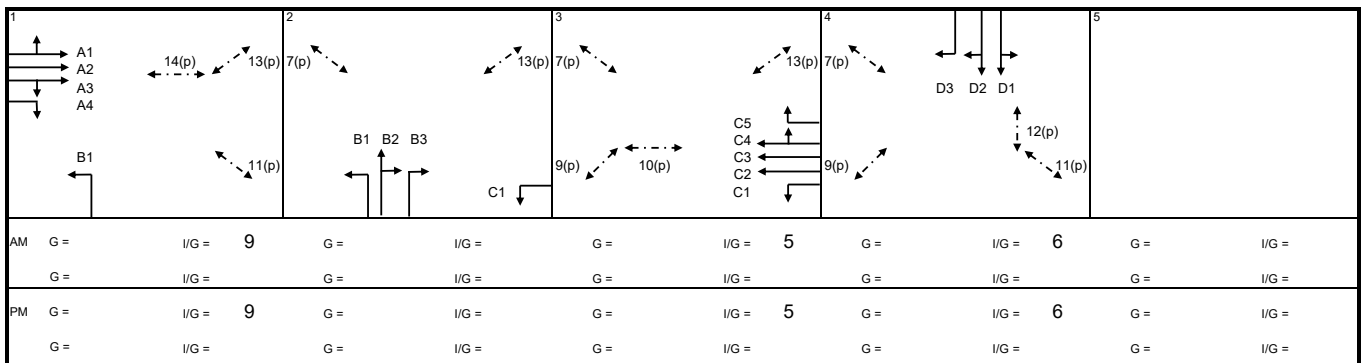 1 2 3 4 5
A1
A2
A3
A4
14(p) 13(p) 7(p) 13(p) 7(p) 13(p) 7(p)
D3 D2 D1
C5
C4
C3
C2
C1
B1 B2 B3
12(p)
B1 11(p) 9(p) 10(p) 9(p) 11(p)
C1
AM G = I/G = 9 G = I/G = G = I/G = 5 G = I/G = 6 G = I/G =
G = I/G = G = I/G = G = I/G = G = I/G = G = I/G =
PM G = I/G = 9 G = I/G = G = I/G = 5 G = I/G = 6 G = I/G =
G = I/G = G = I/G = G = I/G = G = I/G = G = I/G =